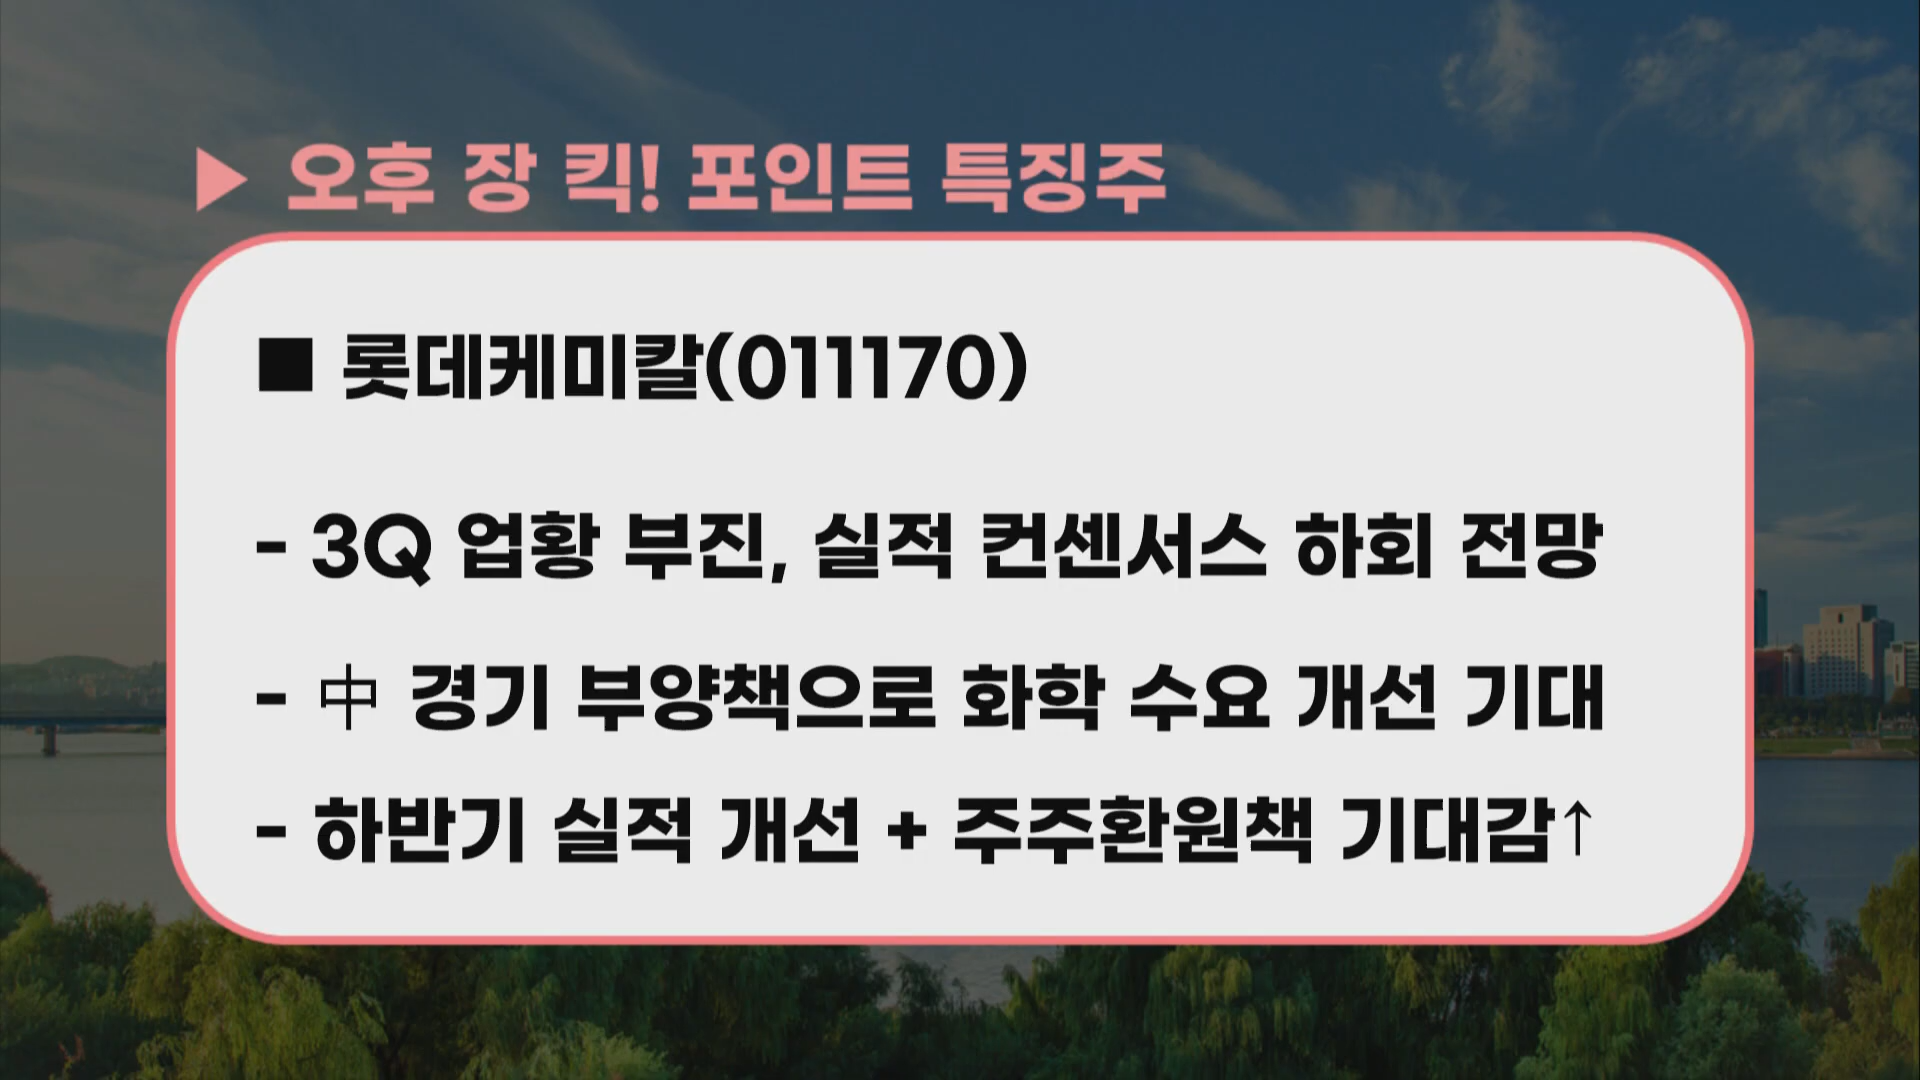 ▶ 오후 장 킥! 포인트 특징주
■ 롯데케미칼(011170)
- 3Q 업황 부진, 실적 컨센서스 하회 전망
- 中 경기 부양책으로 화학 수요 개선 기대
- 하반기 실적 개선 + 주주환원책 기대감↑